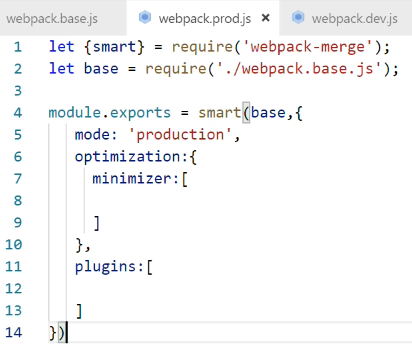 webpack.base.js webpack.prod.js × webpack.dev.js
1 let {smart} = require('webpack-merge');
2 let base = require('./webpack.base.js');
3
4 module.exports = smart(base,{
5 mode: 'production',
6 optimization:{
7 minimizer:[
8
9 ]
10 },
11 plugins:[
12
13 ]
14 })